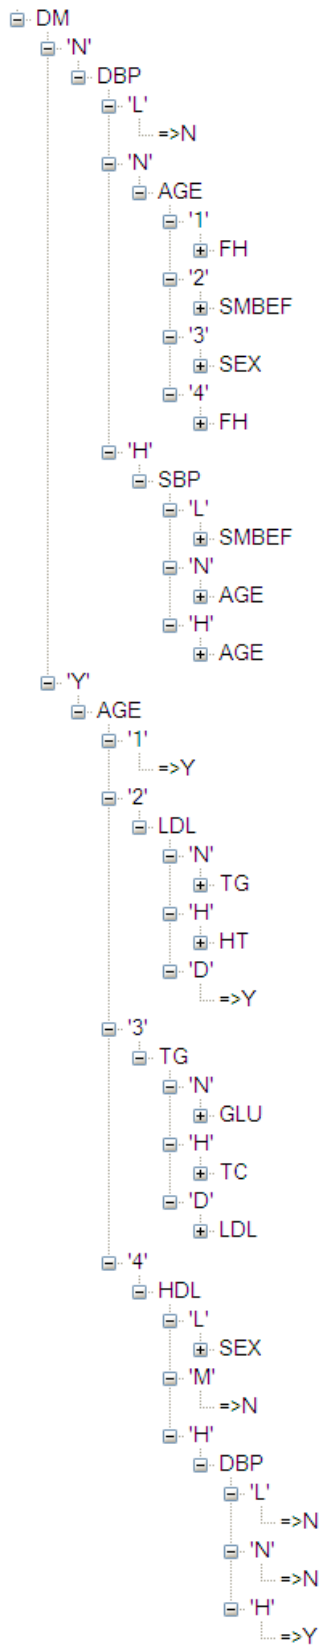 DM
'N'
DBP
'L'
=>N
'N'
AGE
'1'
FH
'2'
SMBEF
'3'
SEX
'4'
FH
'H'
SBP
'L'
SMBEF
'N'
AGE
'H'
AGE
'Y'
AGE
'1'
=>Y
'2'
LDL
'N'
TG
'H'
HT
'D'
=>Y
'3'
TG
'N'
GLU
'H'
TC
'D'
LDL
'4'
HDL
'L'
SEX
'M'
=>N
'H'
DBP
'L'
=>N
'N'
=>N
'H'
=>Y